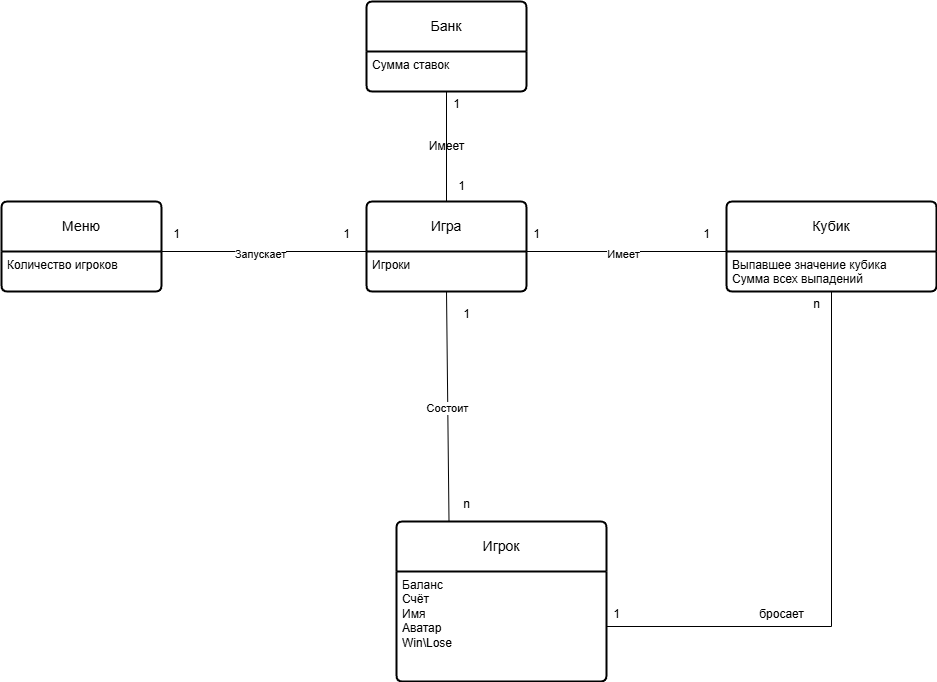 Банк
Сумма ставок
1
Имеет
1
Меню
Количество игроков
1
Запускает
1
Игра
Игроки
1
Имеет
1
Кубик
Выпавшее значение кубика
Сумма всех выпадений
n
1
Состоит
n
Игрок
Баланс
Счёт
Имя
Аватар
Win\Lose
1
бросает